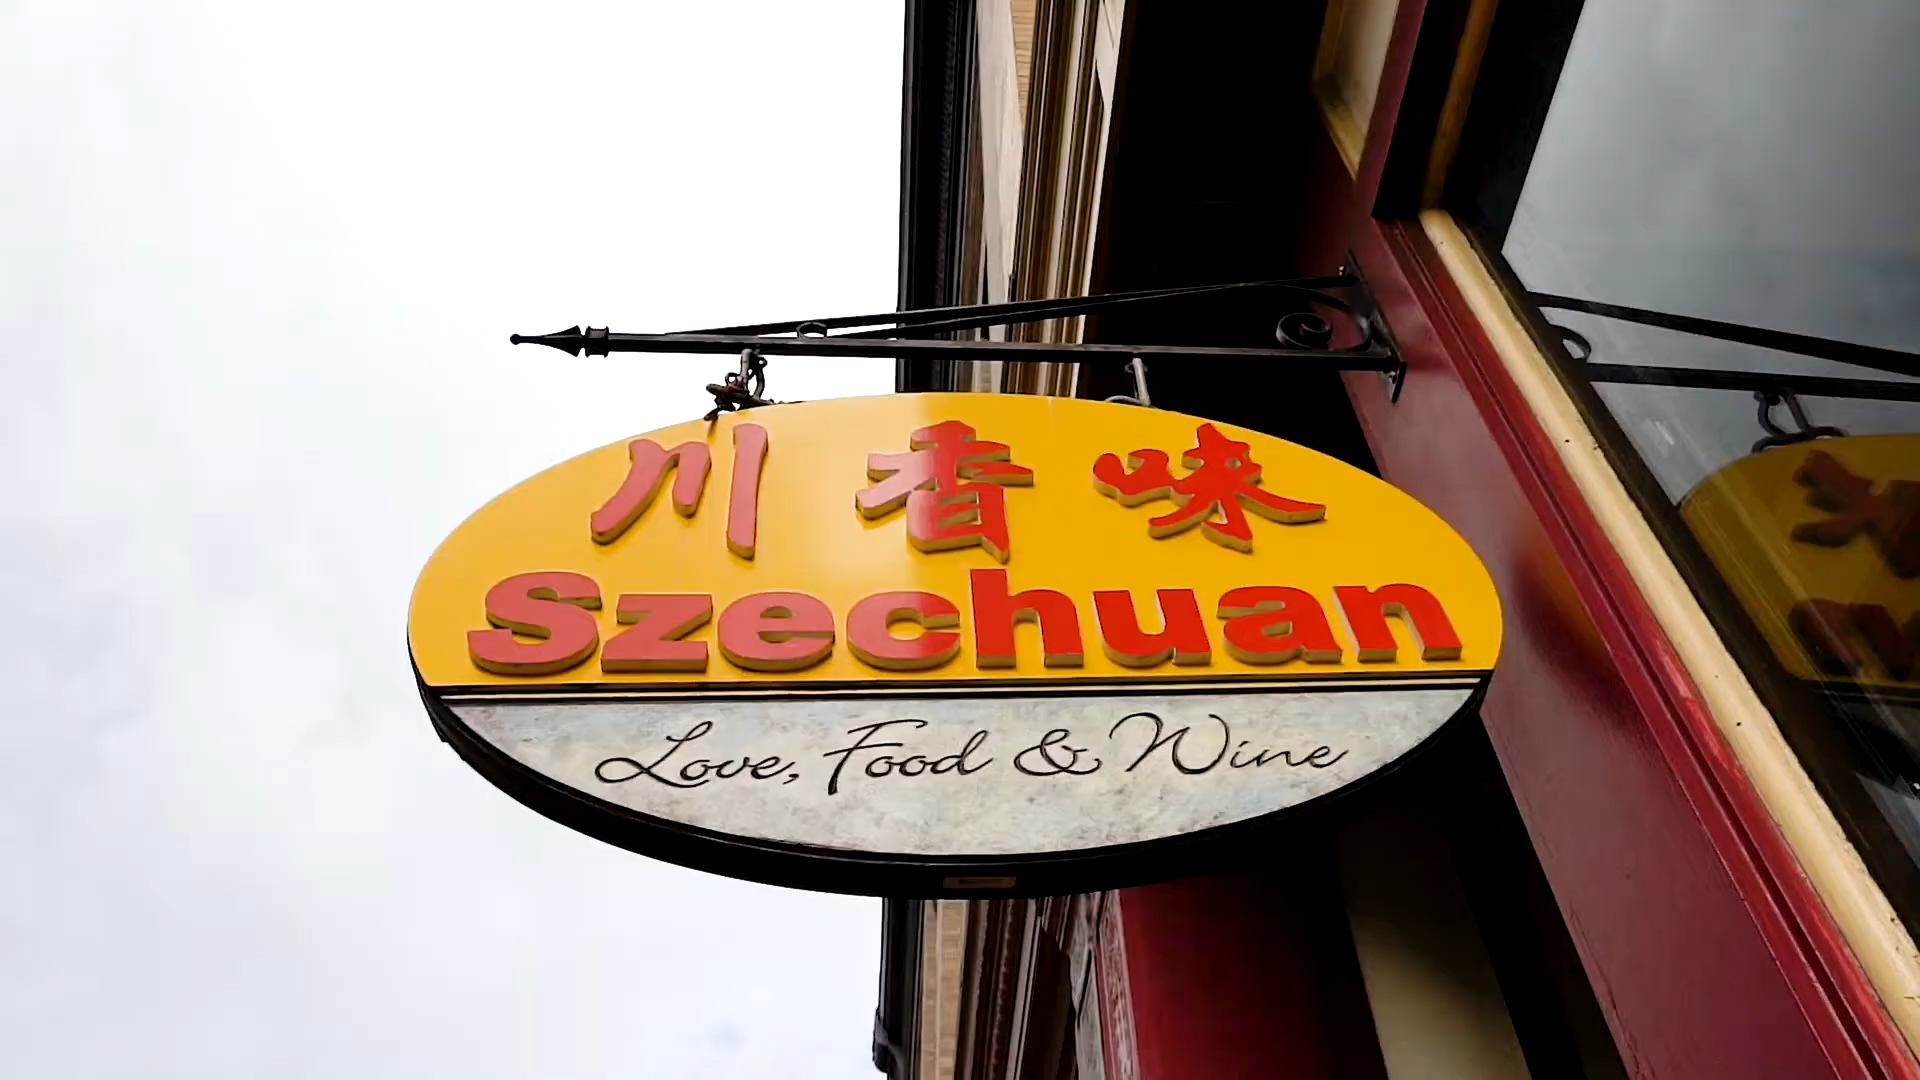 川香味
Szechuan
Love, Food & Wine